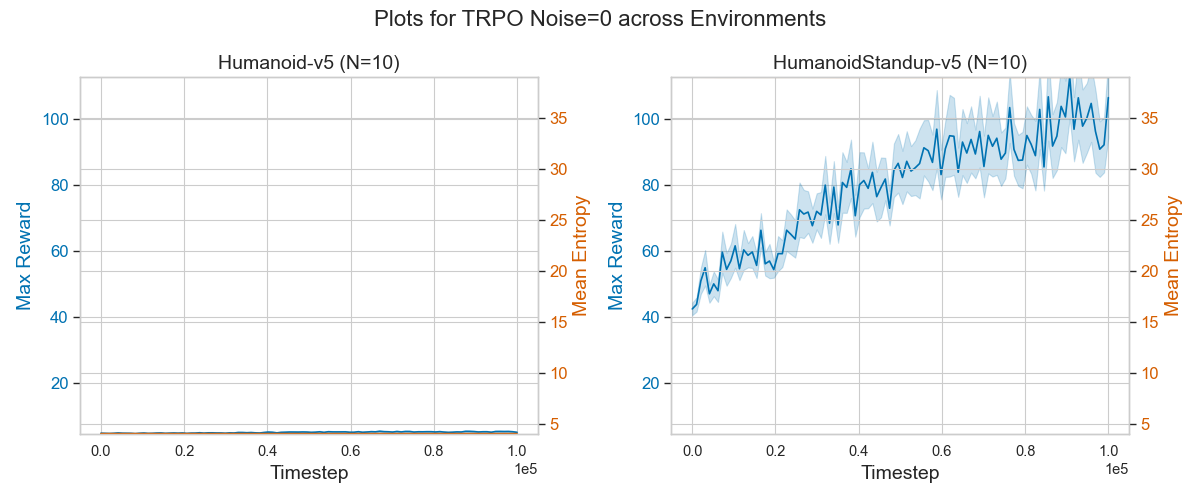 Plots for TRPO Noise=0 across Environments
Humanoid-v5 (N=10)
Max Reward
100
80
60
40
20
35
30
25
20
15
10
5
Mean Entropy
0.0 0.2 0.4 0.6 0.8 1.0
1e5
Timestep
HumanoidStandup-v5 (N=10)
Max Reward
100
80
60
40
20
35
30
25
20
15
10
5
Mean Entropy
0.0 0.2 0.4 0.6 0.8 1.0
1e5
Timestep